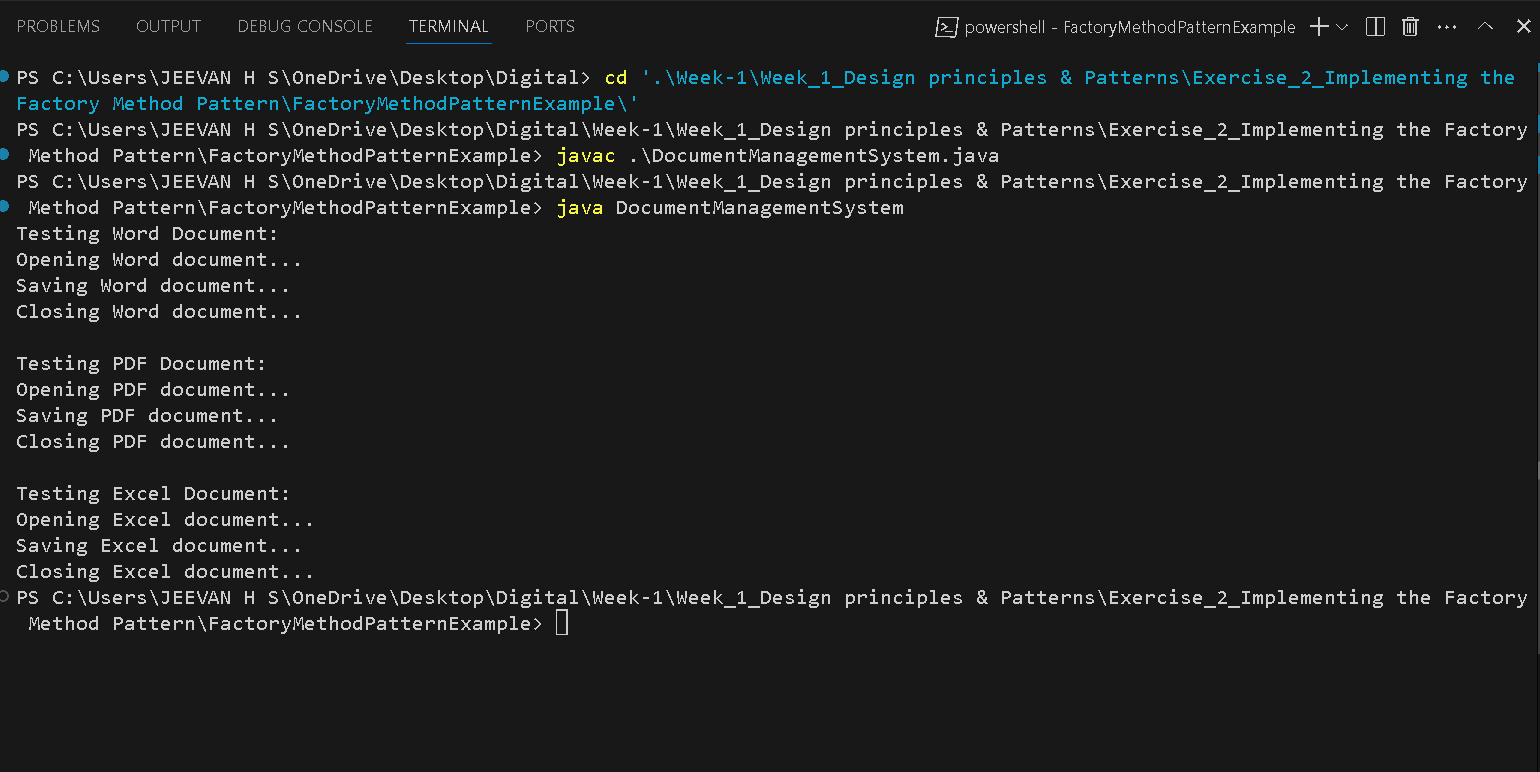 PROBLEMS OUTPUT DEBUG CONSOLE TERMINAL PORTS powershell - FactoryMethodPatternExample
PS C:\Users\JEEVAN H S\OneDrive\Desktop\Digital> cd '.\Week-1\Week_1_Design principles & Patterns\Exercise_2_Implementing the
Factory Method Pattern\FactoryMethodPatternExample\'
PS C:\Users\JEEVAN H S\OneDrive\Desktop\Digital\Week-1\Week_1_Design principles & Patterns\Exercise_2_Implementing the Factory
Method Pattern\FactoryMethodPatternExample> javac .\DocumentManagementSystem.java
PS C:\Users\JEEVAN H S\OneDrive\Desktop\Digital\Week-1\Week_1_Design principles & Patterns\Exercise_2_Implementing the Factory
Method Pattern\FactoryMethodPatternExample> java DocumentManagementSystem
Testing Word Document:
Opening Word document...
Saving Word document...
Closing Word document...

Testing PDF Document:
Opening PDF document...
Saving PDF document...
Closing PDF document...

Testing Excel Document:
Opening Excel document...
Saving Excel document...
Closing Excel document...
PS C:\Users\JEEVAN H S\OneDrive\Desktop\Digital\Week-1\Week_1_Design principles & Patterns\Exercise_2_Implementing the Factory
Method Pattern\FactoryMethodPatternExample>